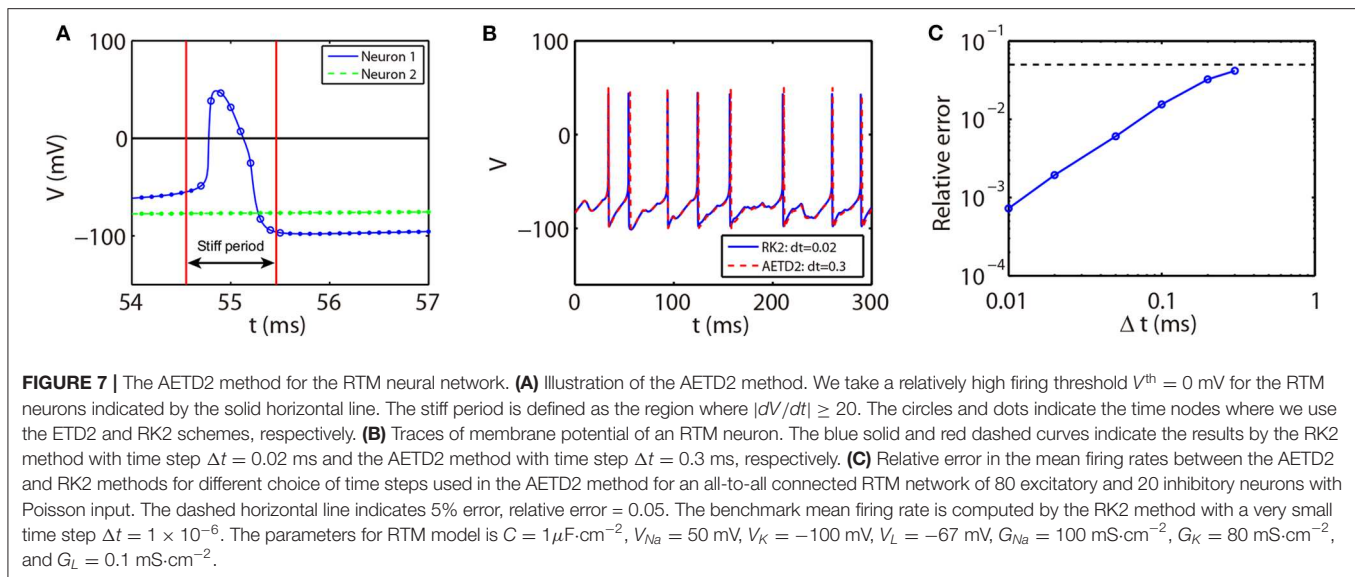 A
100
0
−100
V (mV)
Neuron 1
Neuron 2
Stiff period
54
55
56
57
t (ms)
B
100
0
−100
V
RK2: dt=0.02
AETD2: dt=0.3
0
100
200
300
t (ms)
C
10⁻¹
10⁻²
10⁻³
10⁻⁴
Relative error
0.01
0.1
1
Δ t (ms)
FIGURE 7 | The AETD2 method for the RTM neural network. (A) Illustration of the AETD2 method. We take a relatively high firing threshold Vᵗʰ = 0 mV for the RTM
neurons indicated by the solid horizontal line. The stiff period is defined as the region where |dV/dt| ≥ 20. The circles and dots indicate the time nodes where we use
the ETD2 and RK2 schemes, respectively. (B) Traces of membrane potential of an RTM neuron. The blue solid and red dashed curves indicate the results by the RK2
method with time step Δt = 0.02 ms and the AETD2 method with time step Δt = 0.3 ms, respectively. (C) Relative error in the mean firing rates between the AETD2
and RK2 methods for different choice of time steps used in the AETD2 method for an all-to-all connected RTM network of 80 excitatory and 20 inhibitory neurons with
Poisson input. The dashed horizontal line indicates 5% error, relative error = 0.05. The benchmark mean firing rate is computed by the RK2 method with a very small
time step Δt = 1 × 10⁻⁶. The parameters for RTM model is C = 1μF·cm⁻², V_Na = 50 mV, V_K = −100 mV, V_L = −67 mV, G_Na = 100 mS·cm⁻², G_K = 80 mS·cm⁻²,
and G_L = 0.1 mS·cm⁻².